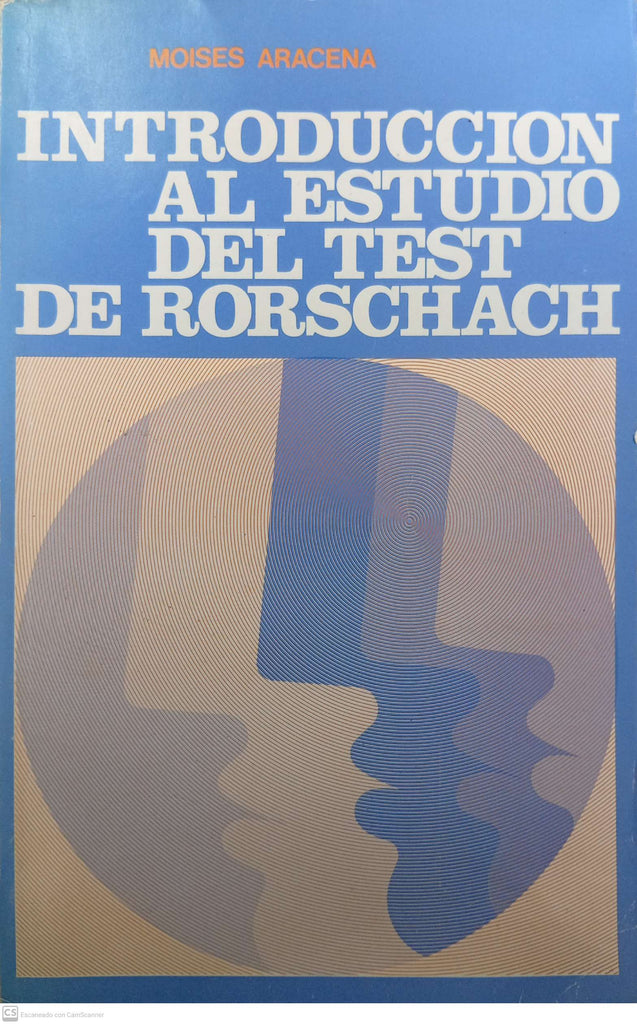 MOISES ARACENA
INTRODUCCION
AL ESTUDIO
DEL TEST
DE RORSCHACH
CS Escaneado con CamScanner